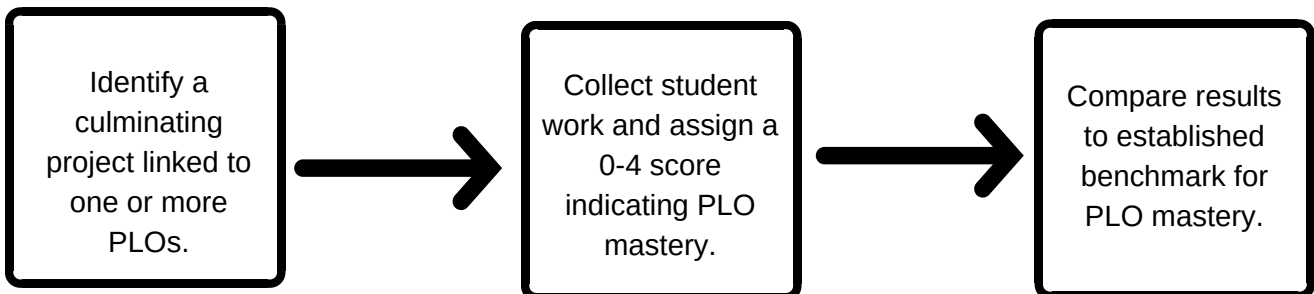 Identify a
culminating
project linked to
one or more
PLOs.
Collect student
work and assign a
0-4 score
indicating PLO
mastery.
Compare results
to established
benchmark for
PLO mastery.